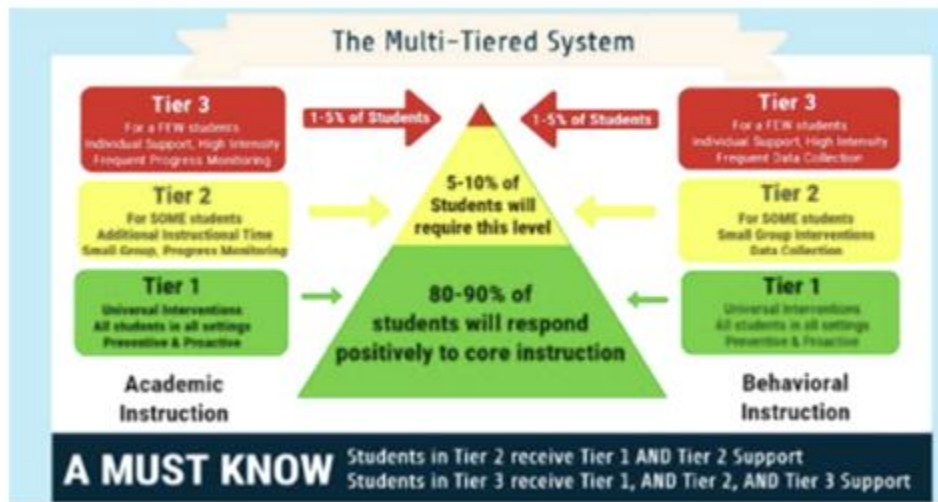 The Multi-Tiered System
Tier 3
For a FEW students
Individual Support, High Intensity
Frequent Progress Monitoring
1-5% of Students
1-5% of Students
Tier 3
For a FEW students
Individual Support, High Intensity
Frequent Data Collection
Tier 2
For SOME students
Additional Instructional Time
Small Group, Progress Monitoring
5-10% of
Students will
require this level
Tier 2
For SOME students
Small Group Interventions
Data Collection
Tier 1
Universal Interventions
All students in all settings
Preventive & Proactive
80-90% of
students will respond
positively to core instruction
Tier 1
Universal Interventions
All students in all settings
Preventive & Proactive
Academic
Instruction
Behavioral
Instruction
A MUST KNOW
Students in Tier 2 receive Tier 1 AND Tier 2 Support
Students in Tier 3 receive Tier 1, AND Tier 2, AND Tier 3 Support